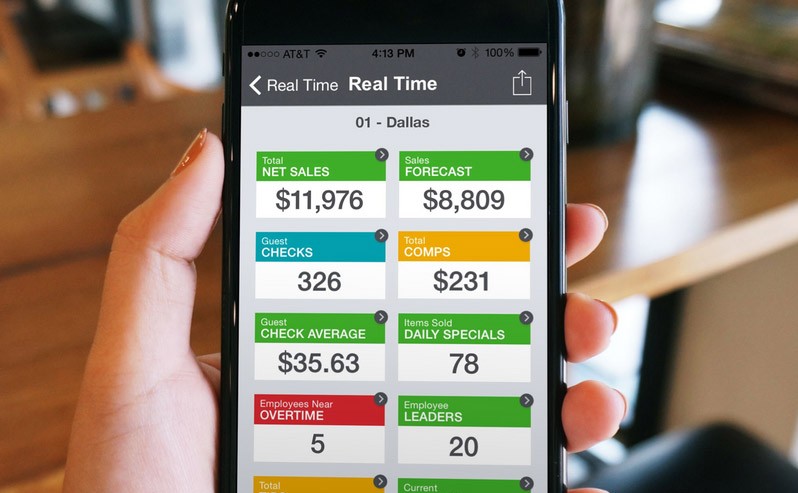 AT&T 4:13 PM 100%
Real Time Real Time
01 - Dallas
Total
NET SALES
$11,976
Sales
FORECAST
$8,809
Guest
CHECKS
326
Total
COMPS
$231
Guest
CHECK AVERAGE
$35.63
Items Sold
DAILY SPECIALS
78
Employees Near
OVERTIME
5
Employee
LEADERS
20
Total
Current